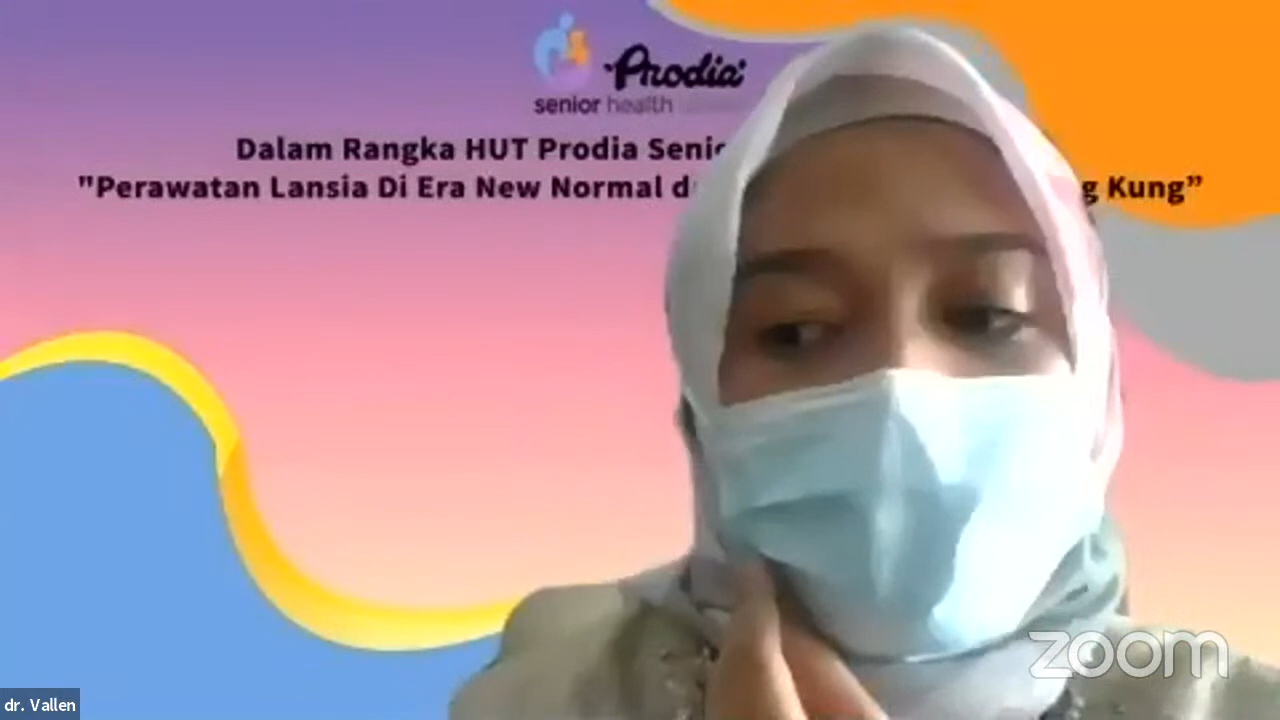 Prodia
senior health
Dalam Rangka HUT Prodia Senio
"Perawatan Lansia Di Era New Normal d g Kung”
zoom
dr. Vallen